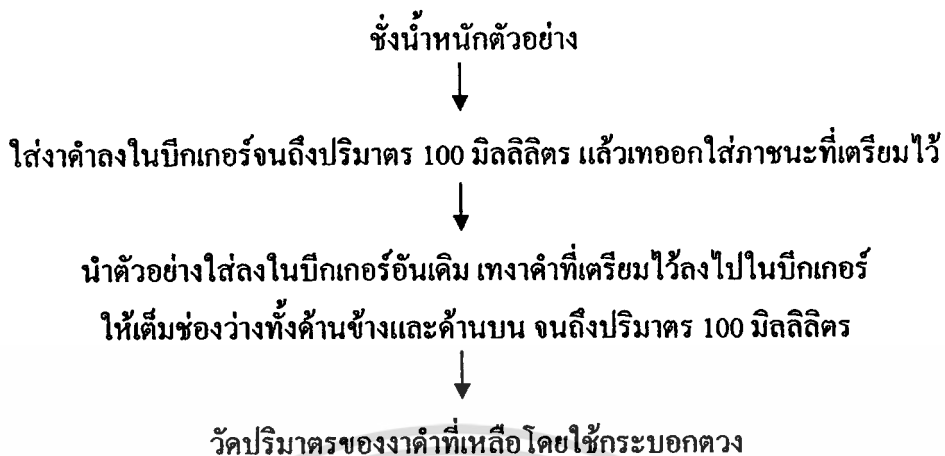 ชั่งน้ำหนักตัวอย่าง
ใส่งาดำลงในบีกเกอร์จนถึงปริมาตร 100 มิลลิลิตร แล้วเทออกใส่ภาชนะที่เตรียมไว้
นำตัวอย่างใส่ลงในบีกเกอร์อันเดิม เทงาดำที่เตรียมไว้ลงไปในบีกเกอร์
ให้เต็มช่องว่างทั้งด้านข้างและด้านบน จนถึงปริมาตร 100 มิลลิลิตร
วัดปริมาตรของงาดำที่เหลือโดยใช้กระบอกตวง